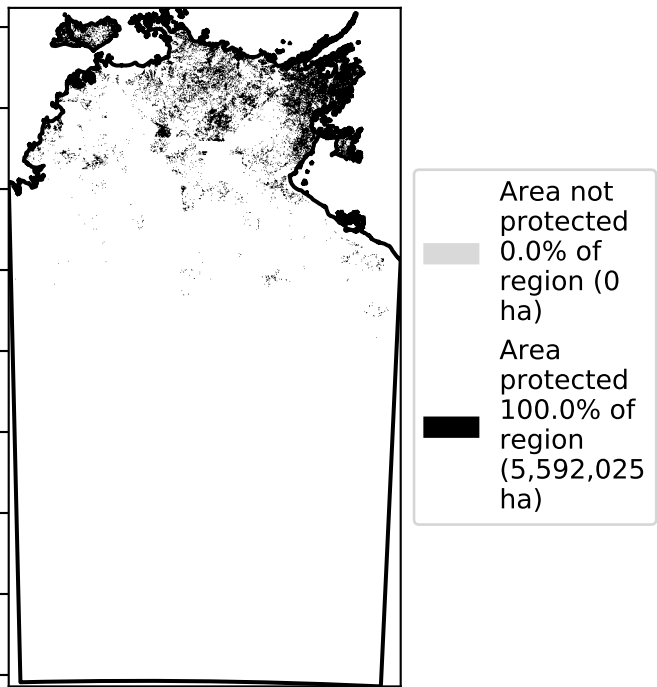 Area not
protected
0.0% of
region (0
ha)
Area
protected
100.0% of
region
(5,592,025
ha)